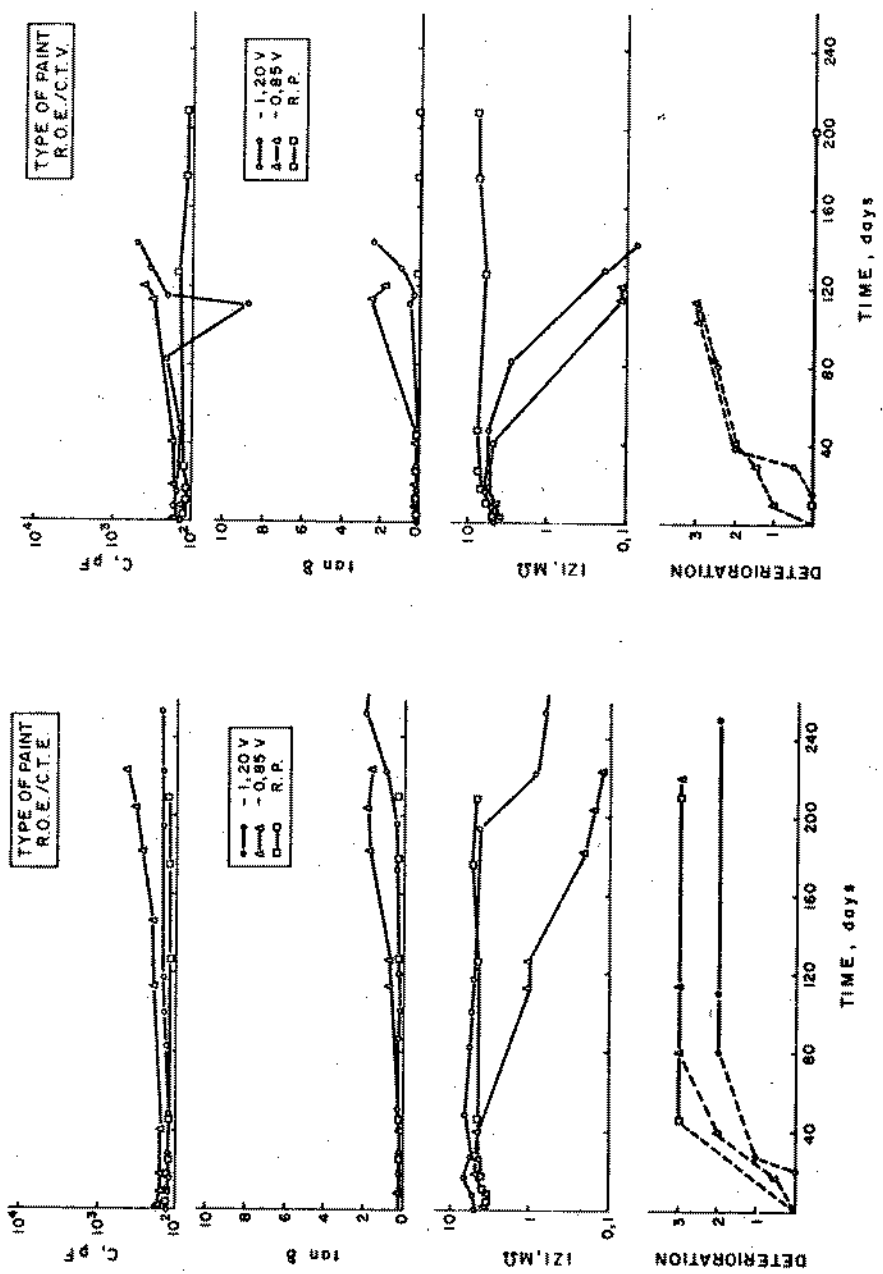 TYPE OF PAINT
R.O.E./C.T.E.
10⁴
10³
10²
C, pF
-1,20 V
-0,85 V
R.P.
10
8
6
4
2
0
tan δ
10
1
0,1
|Z|, MΩ
3
2
1
DETERIORATION
40 80 120 160 200 240
TIME, days
TYPE OF PAINT
R.O.E./C.T.V.
10⁴
10³
10²
C, pF
-1,20 V
-0,85 V
R.P.
10
8
6
4
2
0
tan δ
10
1
0,1
|Z|, MΩ
3
2
1
DETERIORATION
40 80 120 160 200 240
TIME, days